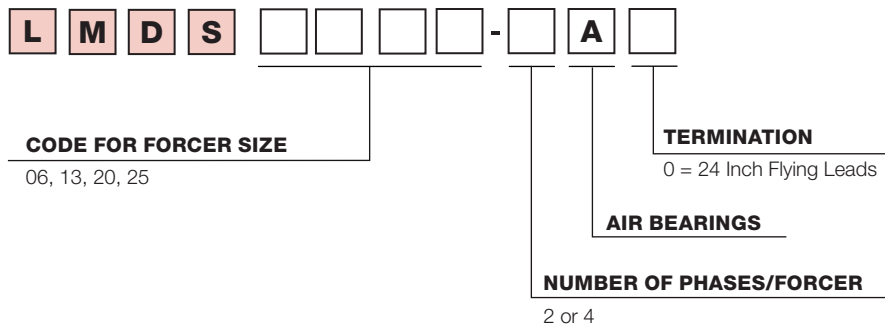 L M D S - A
CODE FOR FORCER SIZE
06, 13, 20, 25
TERMINATION
0 = 24 Inch Flying Leads
AIR BEARINGS
NUMBER OF PHASES/FORCER
2 or 4